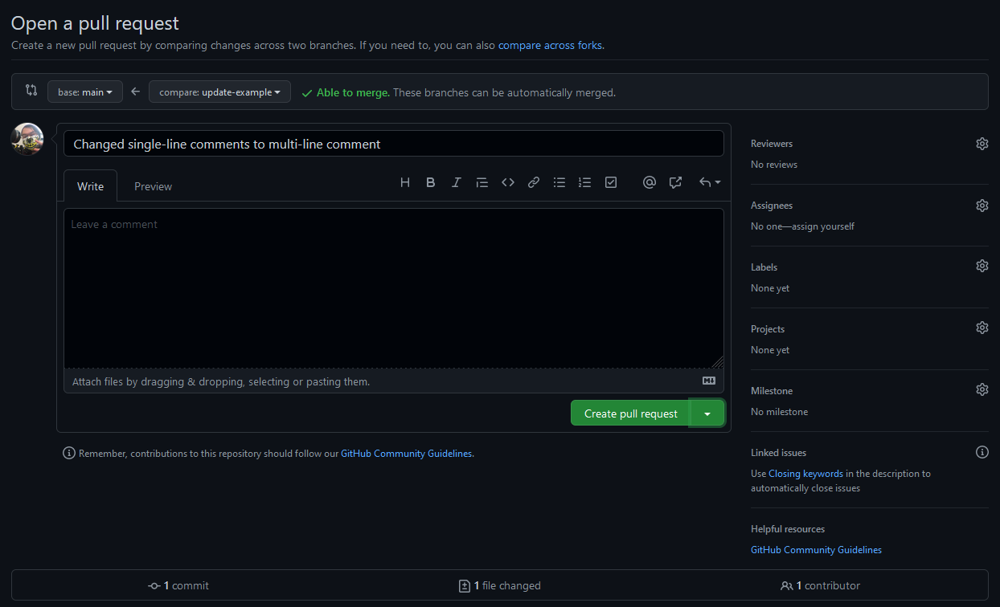 Open a pull request
Create a new pull request by comparing changes across two branches. If you need to, you can also compare across forks.
base: main
compare: update-example
Able to merge. These branches can be automatically merged.
Changed single-line comments to multi-line comment
Write
Preview
Leave a comment
Attach files by dragging & dropping, selecting or pasting them.
Create pull request
Remember, contributions to this repository should follow our GitHub Community Guidelines.
Reviewers
No reviews
Assignees
No one—assign yourself
Labels
None yet
Projects
None yet
Milestone
No milestone
Linked issues
Use Closing keywords in the description to
automatically close issues
Helpful resources
GitHub Community Guidelines
1 commit
1 file changed
1 contributor